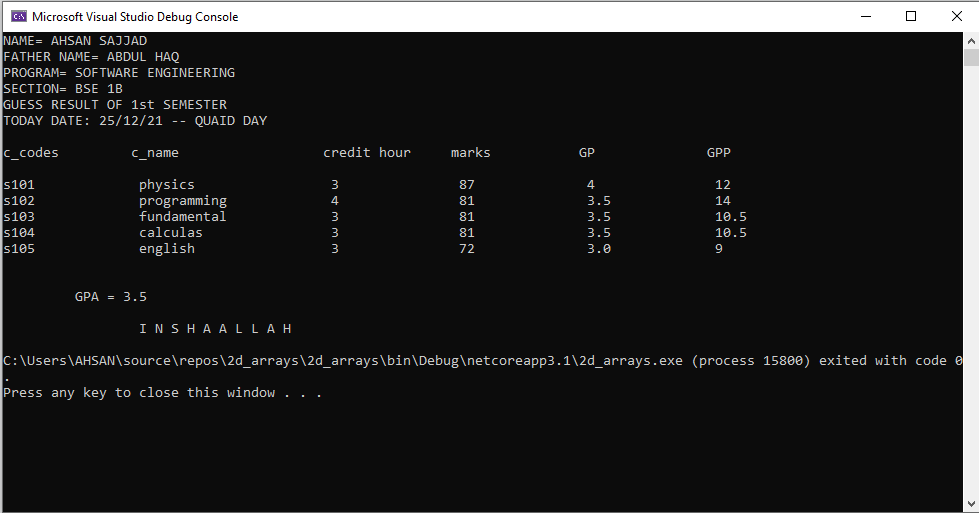 Microsoft Visual Studio Debug Console
NAME= AHSAN SAJJAD
FATHER NAME= ABDUL HAQ
PROGRAM= SOFTWARE ENGINEERING
SECTION= BSE 1B
GUESS RESULT OF 1st SEMESTER
TODAY DATE: 25/12/21 -- QUAID DAY
c_codes c_name credit hour marks GP GPP
s101 physics 3 87 4 12
s102 programming 4 81 3.5 14
s103 fundamental 3 81 3.5 10.5
s104 calculas 3 81 3.5 10.5
s105 english 3 72 3.0 9
GPA = 3.5
I N S H A A L L A H
C:\Users\AHSAN\source\repos\2d_arrays\2d_arrays\bin\Debug\netcoreapp3.1\2d_arrays.exe (process 15800) exited with code 0
.
Press any key to close this window . . .